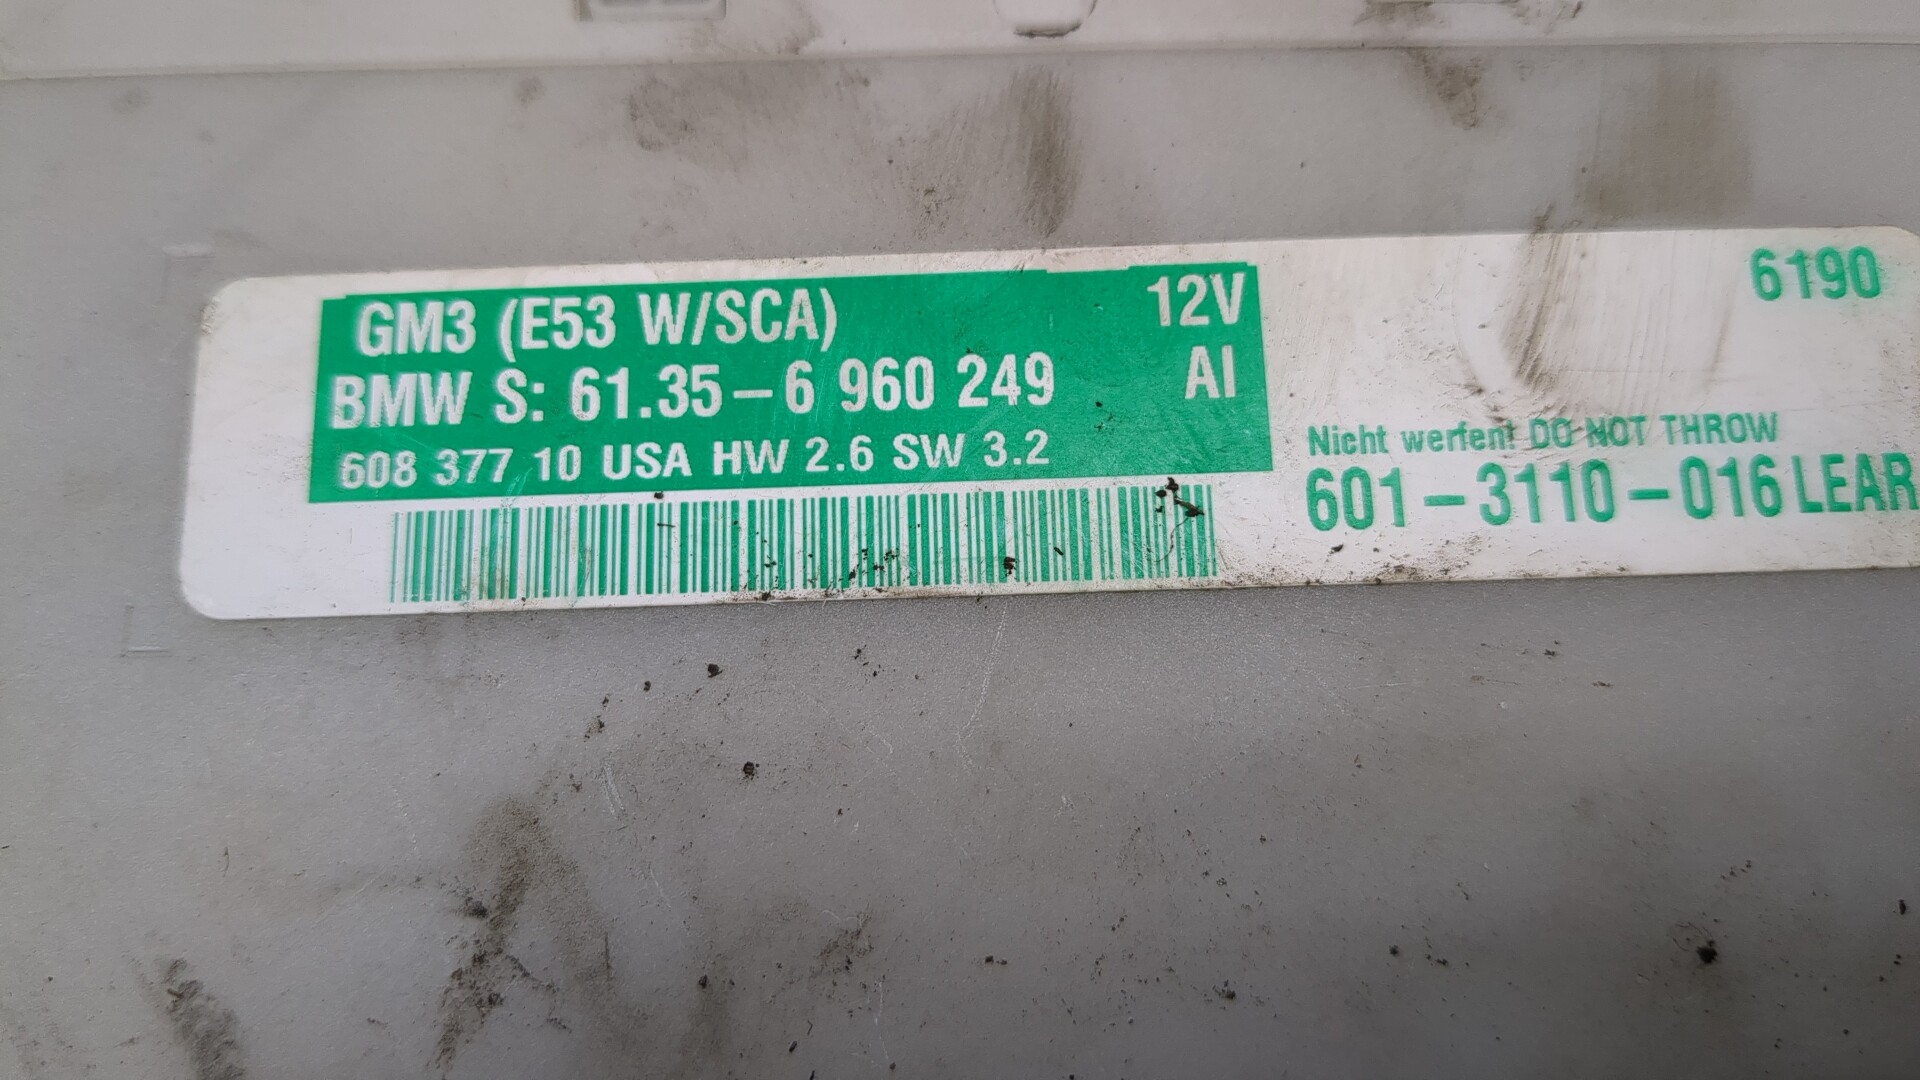 GM3 (E53 W/SCA) 12V
BMW S: 61.35-6 960 249 AI
608 377 10 USA HW 2.6 SW 3.2
6190
Nicht werfen! DO NOT THROW
601-3110-016 LEAR